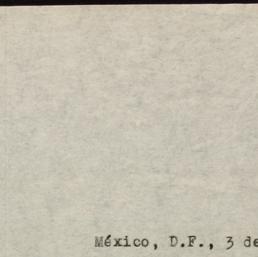 México, D.F., 3 de